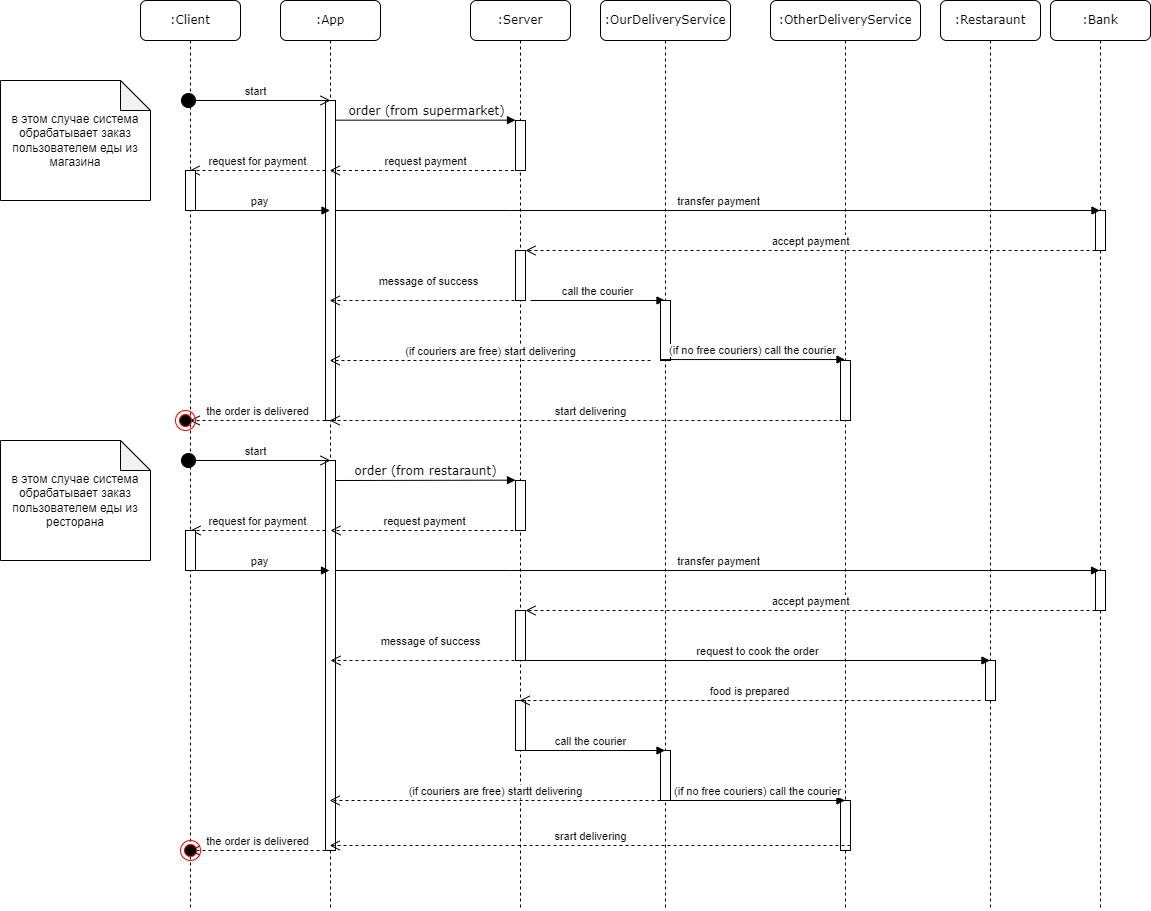 :Client
:App
:Server
:OurDeliveryService
:OtherDeliveryService
:Restaraunt
:Bank
start
order (from supermarket)
в этом случае система
обрабатывает заказ
пользователем еды из
магазина
request for payment
request payment
pay
transfer payment
accept payment
message of success
call the courier
(if couriers are free) start delivering
(if no free couriers) call the courier
the order is delivered
start delivering
start
order (from restaraunt)
в этом случае система
обрабатывает заказ
пользователем еды из
ресторана
request for payment
request payment
pay
transfer payment
accept payment
message of success
request to cook the order
food is prepared
call the courier
(if couriers are free) startt delivering
(if no free couriers) call the courier
the order is delivered
srart delivering